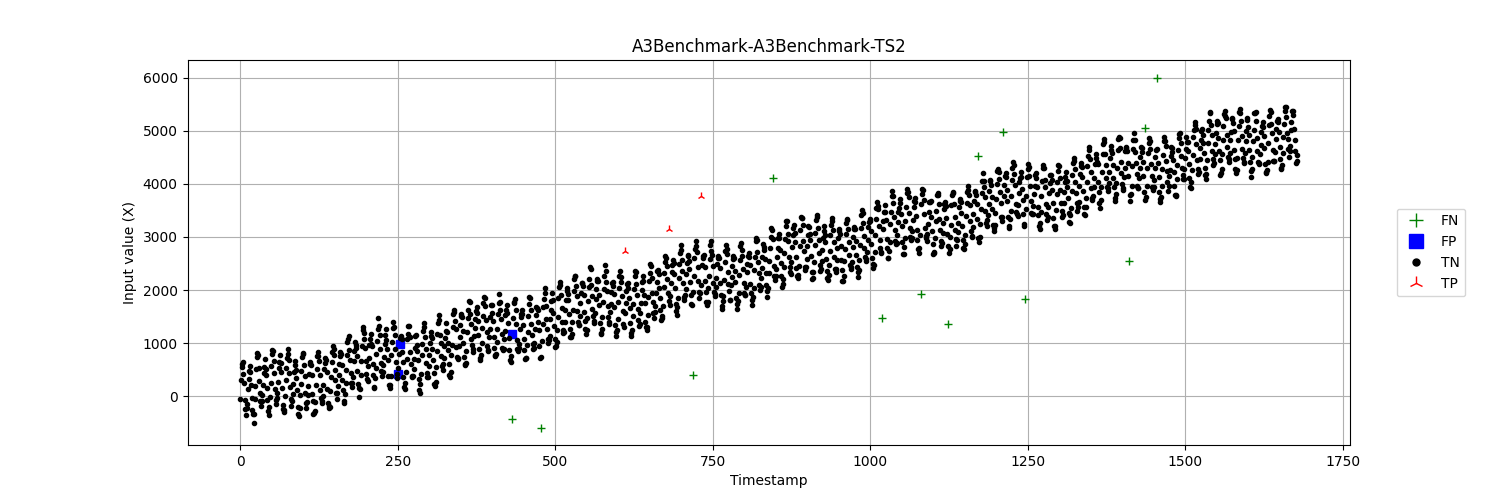 A3Benchmark-A3Benchmark-TS2
Input value (X)
6000
5000
4000
3000
2000
1000
0
0 250 500 750 1000 1250 1500 1750
Timestamp
FN
FP
TN
TP